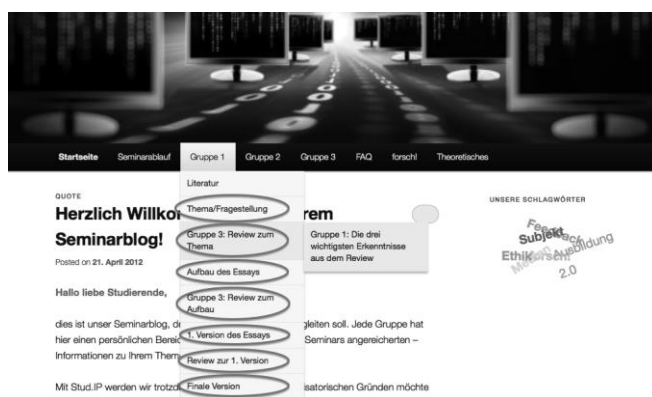 Startseite Seminarablauf Gruppe 1 Gruppe 2 Gruppe 3 FAQ forsch! Theoretisches
Literatur
Thema/Fragestellung
Gruppe 3: Review zum
Thema
Gruppe 1: Die drei
wichtigsten Erkenntnisse
aus dem Review
Aufbau des Essays
Gruppe 3: Review zum
Aufbau
1. Version des Essays
Review zur 1. Version
Finale Version
QUOTE
Herzlich Willko rem
Seminarblog!
Posted on 21. April 2012
Hallo liebe Studierende,
dies ist unser Seminarblog, gleiten soll. Jede Gruppe hat
hier einen persönlichen Seminars angereicherten –
Informationen zu Ihrem
Mit Stud.IP werden wir isatorischen Gründen möchte
UNSERE SCHLAGWÖRTER
Subjekt
Ausbildung
Ethik
2.0